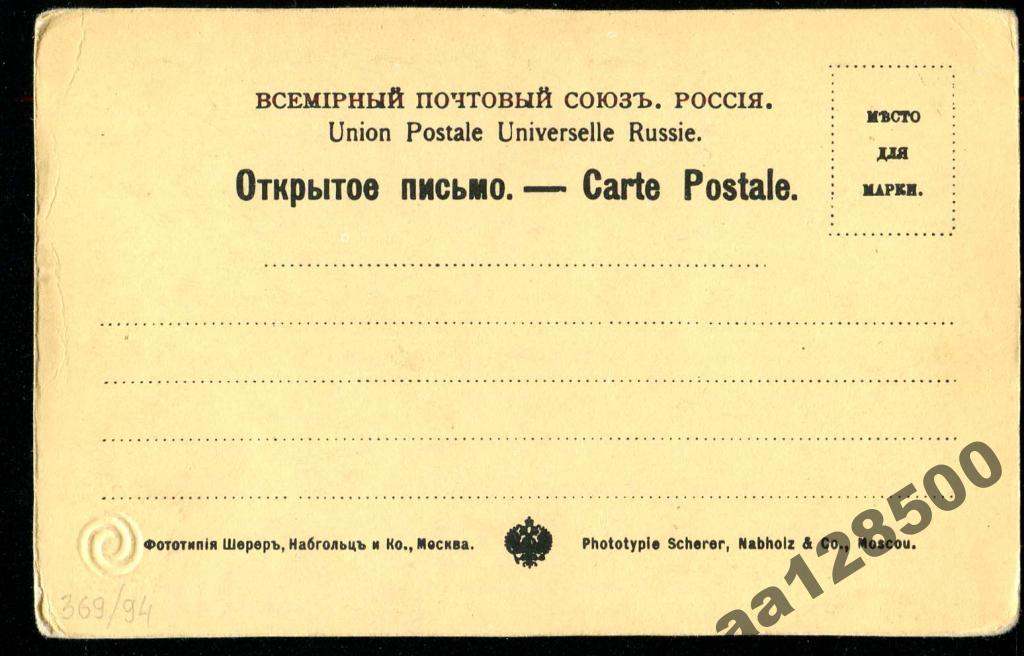 ВСЕМІРНЫЙ ПОЧТОВЫЙ СОЮЗЪ. РОССІЯ.
Union Postale Universelle Russie.
Открытое письмо. — Carte Postale.
МѢСТО
ДЛЯ
МАРКИ.
Фототипія Шереръ, Набгольцъ и Ко., Москва.
Phototypie Scherer, Nabholz & Co., Moscou.
369/94
aa128500